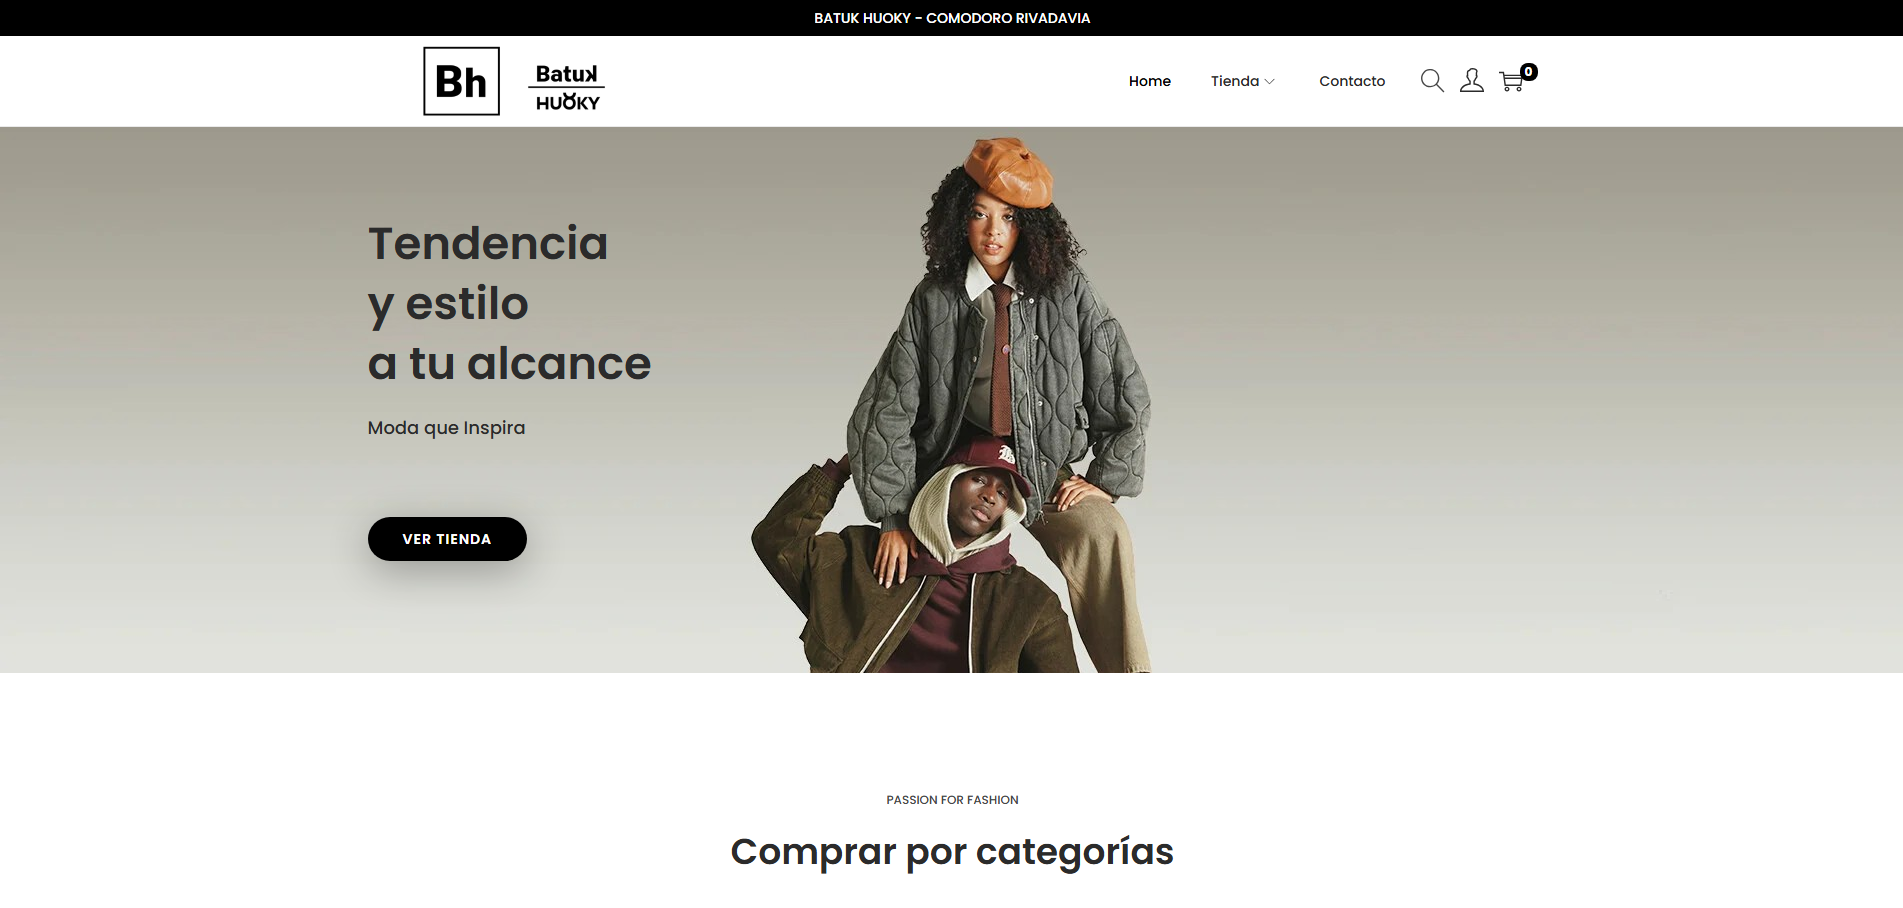 BATUK HUOKY - COMODORO RIVADAVIA
Bh
Batuk
HUOKY
Home
Tienda
Contacto
0
Tendencia
y estilo
a tu alcance
Moda que Inspira
VER TIENDA
PASSION FOR FASHION
Comprar por categorías